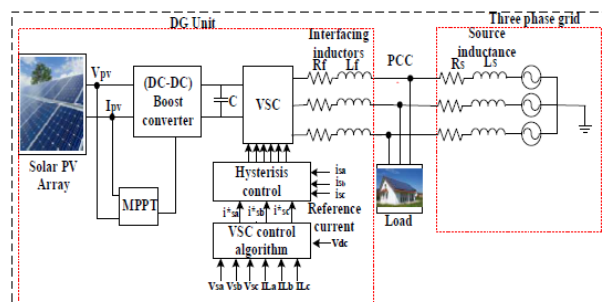 DG Unit
Three phase grid
Interfacing
inductors
Rf Lf
PCC
Source
inductance
Rs Ls
Vpv
Ipv
(DC-DC)
Boost
converter
C
VSC
Solar PV
Array
MPPT
Hysterisis
control
isa
isb
isc
i*sa i*sb i*sc
Reference
current
VSC control
algorithm
Vdc
Vsa Vsb Vsc ILa ILb ILc
Load